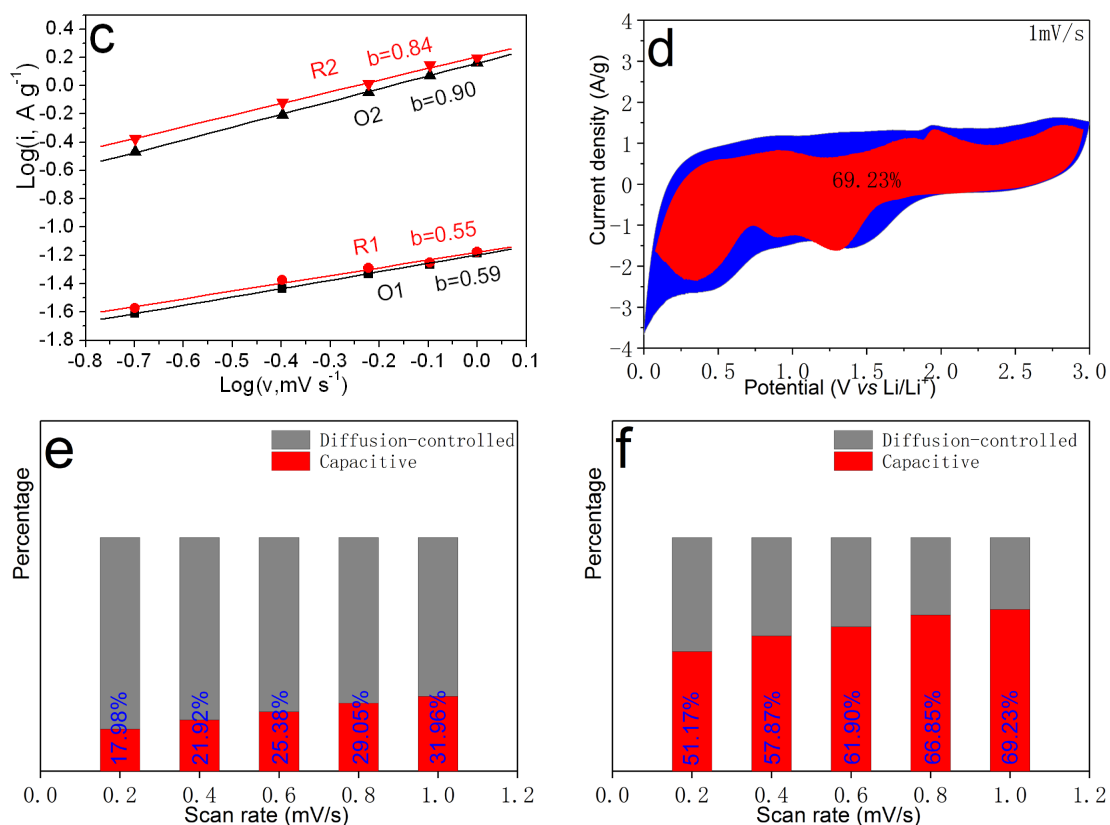 c
R2
b=0.84
O2
b=0.90
R1
b=0.55
O1
b=0.59
Log(i, A g⁻¹)
0.4
0.2
0.0
-0.2
-0.4
-0.6
-0.8
-1.0
-1.2
-1.4
-1.6
-1.8
-0.8 -0.7 -0.6 -0.5 -0.4 -0.3 -0.2 -0.1 0.0 0.1
Log(v,mV s⁻¹)
d
1mV/s
69.23%
Current density (A/g)
4
3
2
1
0
-1
-2
-3
-4
0.0 0.5 1.0 1.5 2.0 2.5 3.0
Potential (V vs Li/Li⁺)
e
Diffusion-controlled
Capacitive
Percentage
17.98% 21.92% 25.38% 29.05% 31.96%
0.0 0.2 0.4 0.6 0.8 1.0 1.2
Scan rate (mV/s)
f
Diffusion-controlled
Capacitive
Percentage
51.17% 57.87% 61.90% 66.85% 69.23%
0.0 0.2 0.4 0.6 0.8 1.0 1.2
Scan rate (mV/s)